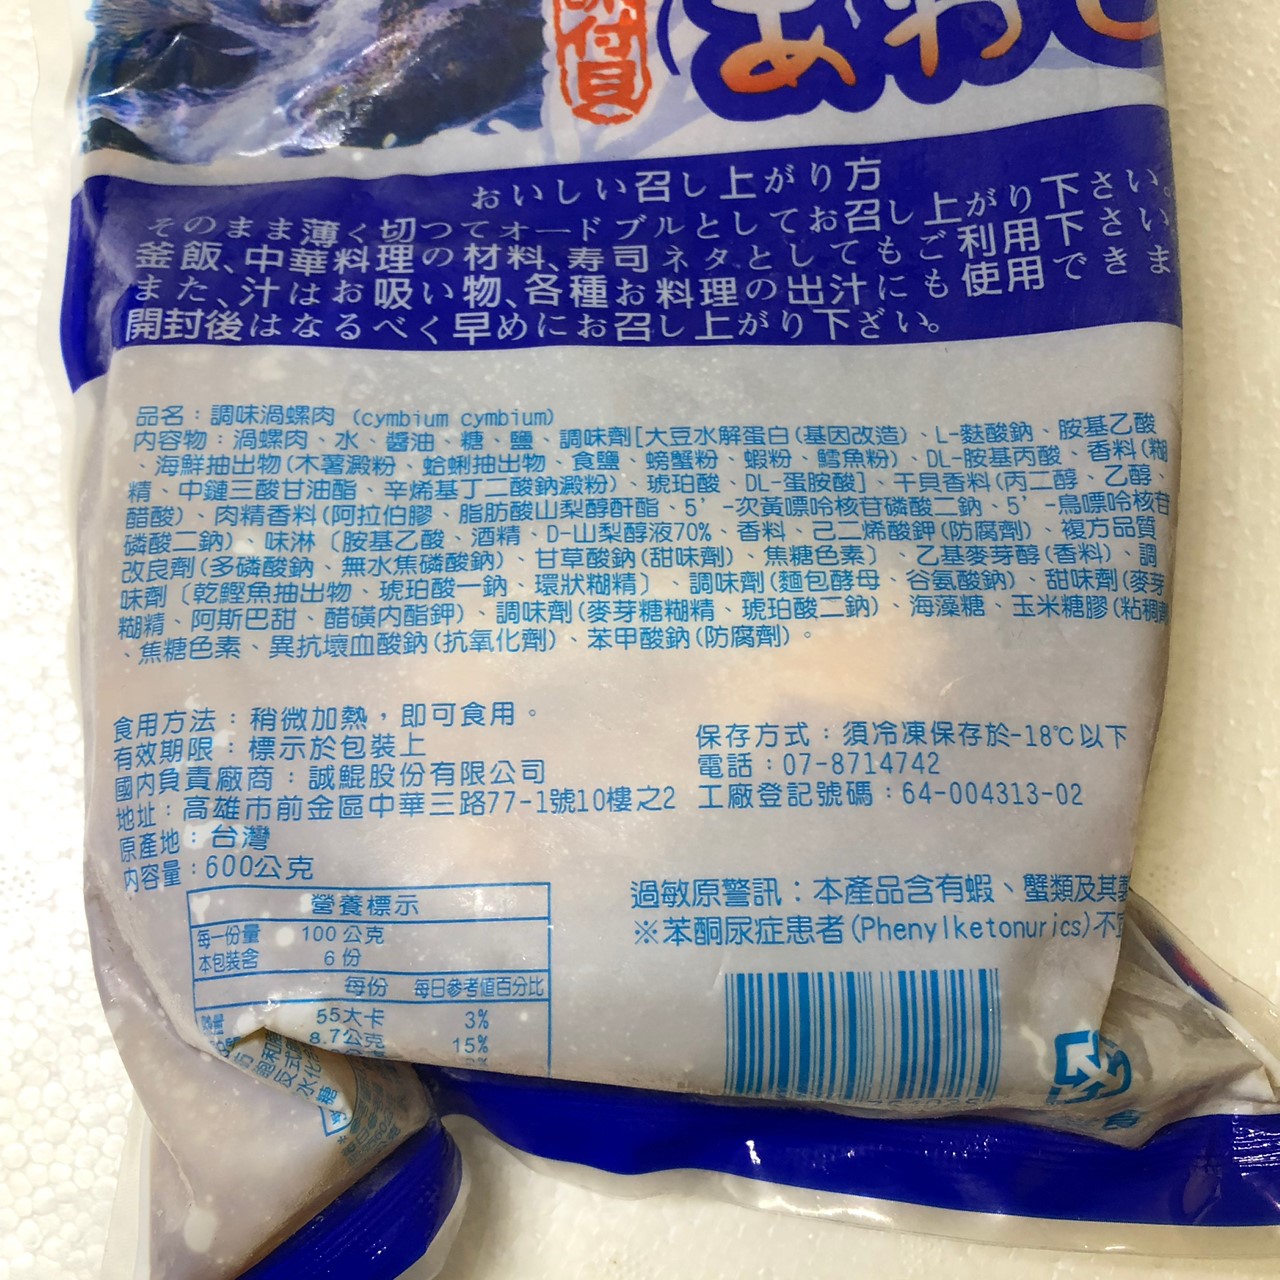 味付貝
あわび
おいしい召し上がり方
そのまま薄く切つてオードブルとしてお召し上がり下さい。
釜飯、中華料理の材料、寿司ネタとしてもご利用下さい
また、汁はお吸い物、各種お料理の出汁にも使用できま
開封後はなるべく早めにお召し上がり下ざい。
品名：調味渦螺肉 (cymbium cymbium)
內容物：渦螺肉、水、醬油、糖、鹽、調味劑[大豆水解蛋白(基因改造)、L-麩酸鈉、胺基乙酸
、海鮮抽出物(木薯澱粉、蛤蜊抽出物、食鹽、螃蟹粉、蝦粉、鱈魚粉)、DL-胺基丙酸、香料(糊
精、中鏈三酸甘油酯、辛烯基丁二酸鈉澱粉)、琥珀酸、DL-蛋胺酸]、干貝香料(丙二醇、乙醇、
醋酸)、肉精香料(阿拉伯膠、脂肪酸山梨醇酐酯、5’-次黃嘌呤核苷磷酸二鈉、5’-鳥嘌呤核苷
磷酸二鈉)、味淋〔胺基乙酸、酒精、D-山梨醇液70%、香料、己二烯酸鉀(防腐劑)、複方品質
改良劑(多磷酸鈉、無水焦磷酸鈉)、甘草酸鈉(甜味劑)、焦糖色素〕、乙基麥芽醇(香料)、調
味劑〔乾鰹魚抽出物、琥珀酸一鈉、環狀糊精〕、調味劑(麵包酵母、谷氨酸鈉)、甜味劑(麥芽
糊精、阿斯巴甜、醋磺內酯鉀)、調味劑(麥芽糖糊精、琥珀酸二鈉)、海藻糖、玉米糖膠(粘稠劑
、焦糖色素、異抗壞血酸鈉(抗氧化劑)、苯甲酸鈉(防腐劑)。
食用方法：稍微加熱，即可食用。
有效期限：標示於包裝上
保存方式：須冷凍保存於-18℃以下
國內負責廠商：誠鯤股份有限公司
電話：07-8714742
地址：高雄市前金區中華三路77-1號10樓之2
工廠登記號碼：64-004313-02
原產地：台灣
內容量：600公克
過敏原警訊：本產品含有蝦、蟹類及其
※苯酮尿症患者(Phenylketonurics)不
營養標示
每一份量 100公克
本包裝含 6份
每份 每日參考值百分比
55大卡 3%
8.7公克 15%